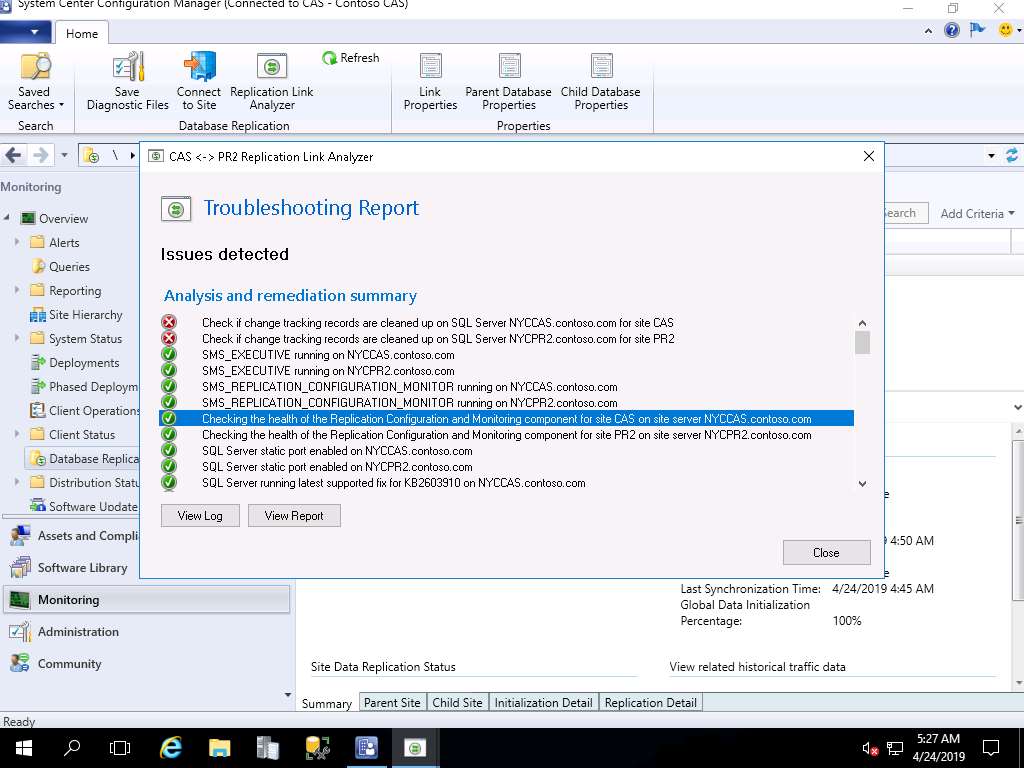 System Center Configuration Manager (Connected to CAS - Contoso CAS)
Home
Saved Searches
Save Diagnostic Files
Connect to Site
Replication Link Analyzer
Refresh
Link Properties
Parent Database Properties
Child Database Properties
Search
Database Replication
Properties
\
CAS <-> PR2 Replication Link Analyzer
Monitoring
Overview
Alerts
Queries
Reporting
Site Hierarchy
System Status
Deployments
Phased Deploym
Client Operations
Client Status
Database Replica
Distribution Statu
Software Update
Assets and Compli
Software Library
Monitoring
Administration
Community
Troubleshooting Report
Issues detected
Analysis and remediation summary
Check if change tracking records are cleaned up on SQL Server NYCCAS.contoso.com for site CAS
Check if change tracking records are cleaned up on SQL Server NYCPR2.contoso.com for site PR2
SMS_EXECUTIVE running on NYCCAS.contoso.com
SMS_EXECUTIVE running on NYCPR2.contoso.com
SMS_REPLICATION_CONFIGURATION_MONITOR running on NYCCAS.contoso.com
SMS_REPLICATION_CONFIGURATION_MONITOR running on NYCPR2.contoso.com
Checking the health of the Replication Configuration and Monitoring component for site CAS on site server NYCCAS.contoso.com
Checking the health of the Replication Configuration and Monitoring component for site PR2 on site server NYCPR2.contoso.com
SQL Server static port enabled on NYCCAS.contoso.com
SQL Server static port enabled on NYCPR2.contoso.com
SQL Server running latest supported fix for KB2603910 on NYCCAS.contoso.com
View Log
View Report
Close
earch
Add Criteria
e
9 4:50 AM
e
Last Synchronization Time: 4/24/2019 4:45 AM
Global Data Initialization
Percentage: 100%
Site Data Replication Status
View related historical traffic data
Summary
Parent Site
Child Site
Initialization Detail
Replication Detail
Ready
5:27 AM
4/24/2019